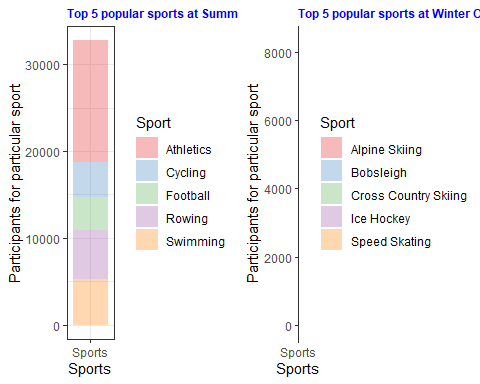 Top 5 popular sports at Summ
Participants for particular sport
30000
20000
10000
0
Sports
Sports
Sport
Athletics
Cycling
Football
Rowing
Swimming
Top 5 popular sports at Winter O
Participants for particular sport
8000
6000
4000
2000
0
Sports
Sports
Sport
Alpine Skiing
Bobsleigh
Cross Country Skiing
Ice Hockey
Speed Skating